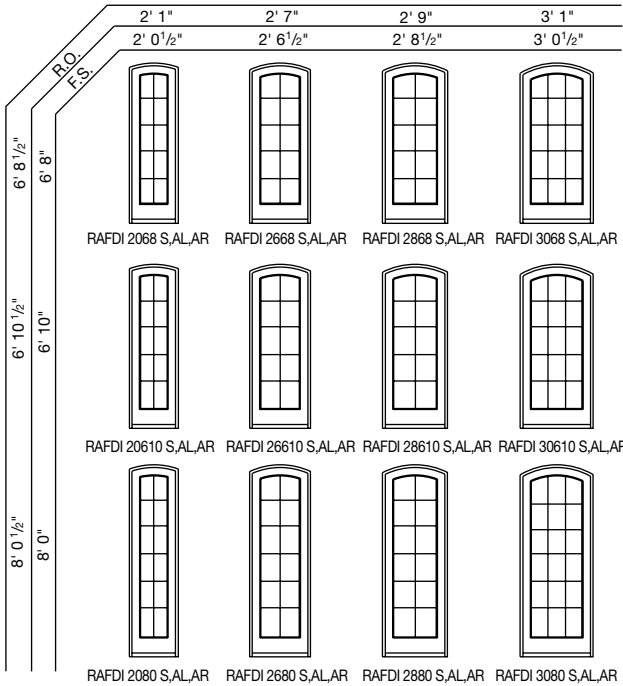 2' 1" 2' 7" 2' 9" 3' 1"
R.O.
2' 0 1/2" 2' 6 1/2" 2' 8 1/2" 3' 0 1/2"
F.S.
6' 8 1/2" 6' 8"
RAFDI 2068 S,AL,AR RAFDI 2668 S,AL,AR RAFDI 2868 S,AL,AR RAFDI 3068 S,AL,AR
6' 10 1/2" 6' 10"
RAFDI 20610 S,AL,AR RAFDI 26610 S,AL,AR RAFDI 28610 S,AL,AR RAFDI 30610 S,AL,AR
8' 0 1/2" 8' 0"
RAFDI 2080 S,AL,AR RAFDI 2680 S,AL,AR RAFDI 2880 S,AL,AR RAFDI 3080 S,AL,AR